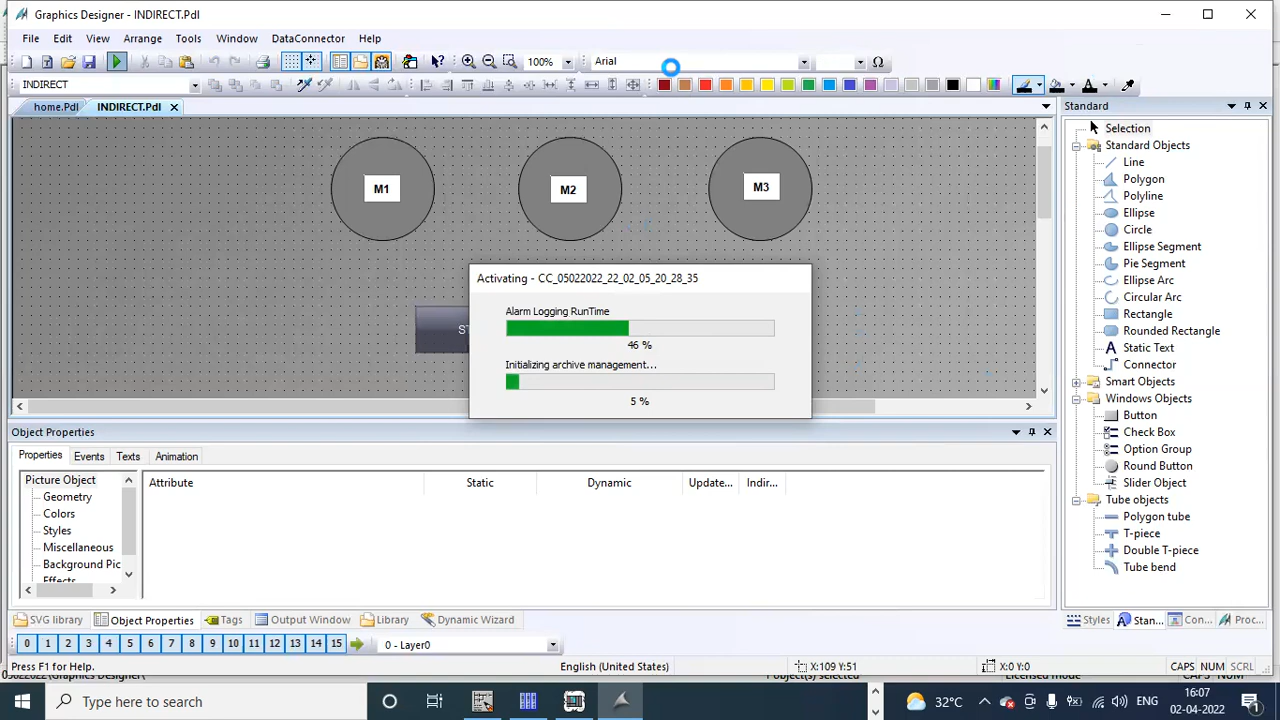 Graphics Designer - INDIRECT.Pdl
File Edit View Arrange Tools Window DataConnector Help
100% Arial
INDIRECT
home.Pdl INDIRECT.Pdl
M1 M2 M3
Activating - CC_05022022_22_02_05_20_28_35
Alarm Logging RunTime
46 %
Initializing archive management...
5 %
Standard
Selection
Standard Objects
Line
Polygon
Polyline
Ellipse
Circle
Ellipse Segment
Pie Segment
Ellipse Arc
Circular Arc
Rectangle
Rounded Rectangle
Static Text
Connector
Smart Objects
Windows Objects
Button
Check Box
Option Group
Round Button
Slider Object
Tube objects
Polygon tube
T-piece
Double T-piece
Tube bend
Styles Stan... Con... Proc...
Object Properties
Properties Events Texts Animation
Picture Object
Geometry
Colors
Styles
Miscellaneous
Background Pic
Effects
Attribute Static Dynamic Update... Indir...
SVG library Object Properties Tags Output Window Library Dynamic Wizard
0 1 2 3 4 5 6 7 8 9 10 11 12 13 14 15 0 - Layer0
Press F1 for Help. English (United States) X:109 Y:51 X:0 Y:0 CAPS NUM SCRL
Type here to search
32°C ENG
16:07
02-04-2022
1